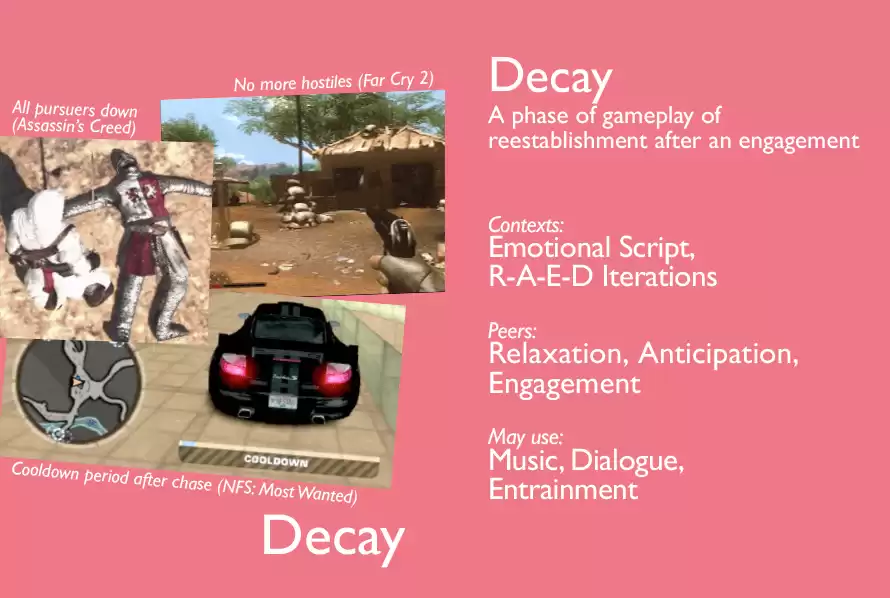 No more hostiles (Far Cry 2)
All pursuers down
(Assassin's Creed)
COOLDOWN
Cooldown period after chase (NFS: Most Wanted)
Decay
Decay
A phase of gameplay of
reestablishment after an engagement
Contexts:
Emotional Script,
R-A-E-D Iterations
Peers:
Relaxation, Anticipation,
Engagement
May use:
Music, Dialogue,
Entrainment